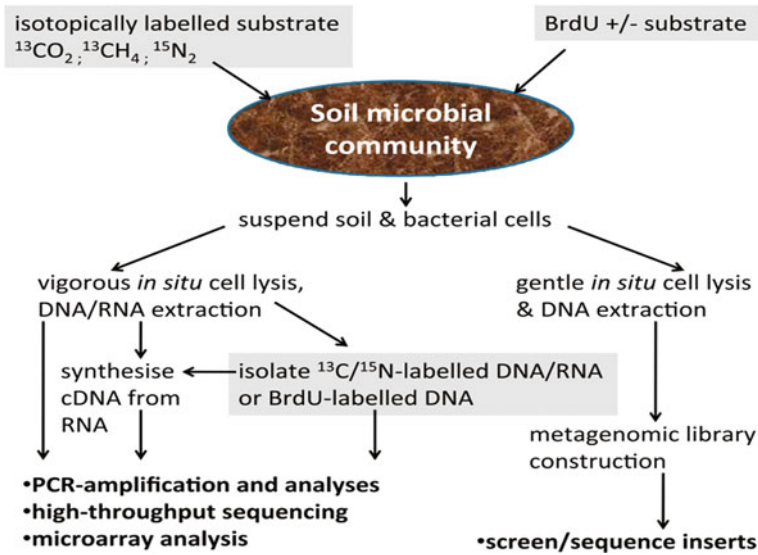 isotopically labelled substrate
¹³CO₂ ; ¹³CH₄ ; ¹⁵N₂
BrdU +/- substrate
Soil microbial
community
suspend soil & bacterial cells
vigorous in situ cell lysis,
DNA/RNA extraction
gentle in situ cell lysis
& DNA extraction
synthesise
cDNA from
RNA
isolate ¹³C/¹⁵N-labelled DNA/RNA
or BrdU-labelled DNA
metagenomic library
construction
•PCR-amplification and analyses
•high-throughput sequencing
•microarray analysis
•screen/sequence inserts